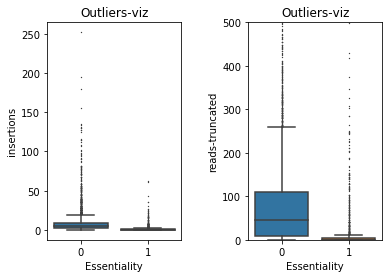 Outliers-viz
insertions
250
200
150
100
50
0
0 1
Essentiality
Outliers-viz
reads-truncated
500
400
300
200
100
0
0 1
Essentiality